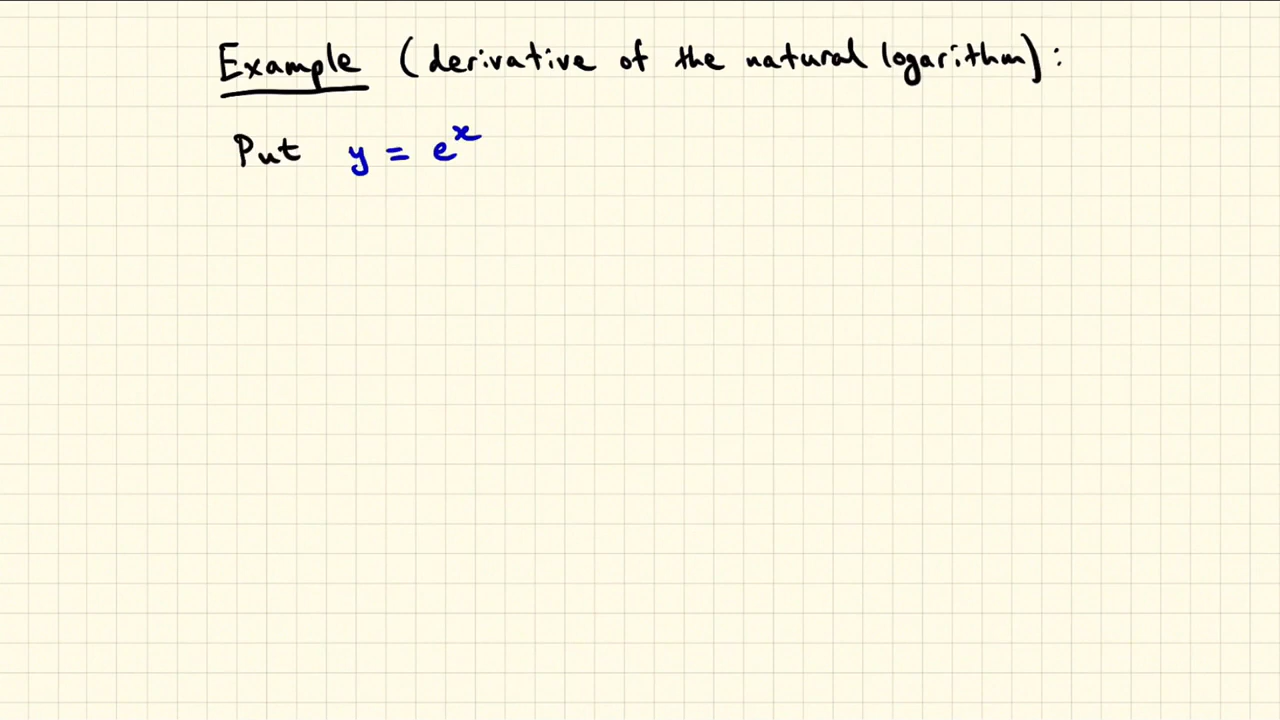 Example (derivative of the natural logarithm):
Put y = e^x